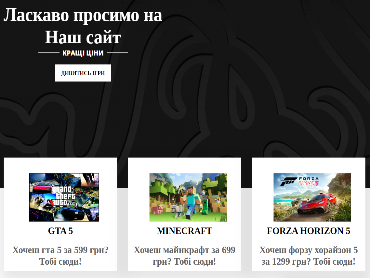 Ласкаво просимо на
Наш сайт
КРАЩІ ЦІНИ
ДИВИТИСЬ ІГРИ
GTA 5
Хочеш гта 5 за 599 грн?
Тобі сюди!
MINECRAFT
Хочеш майнкрафт за 699
грн? Тобі сюди!
FORZA
FORZA HORIZON 5
Хочеш форзу хорайзон 5
за 1299 грн? Тобі сюди!